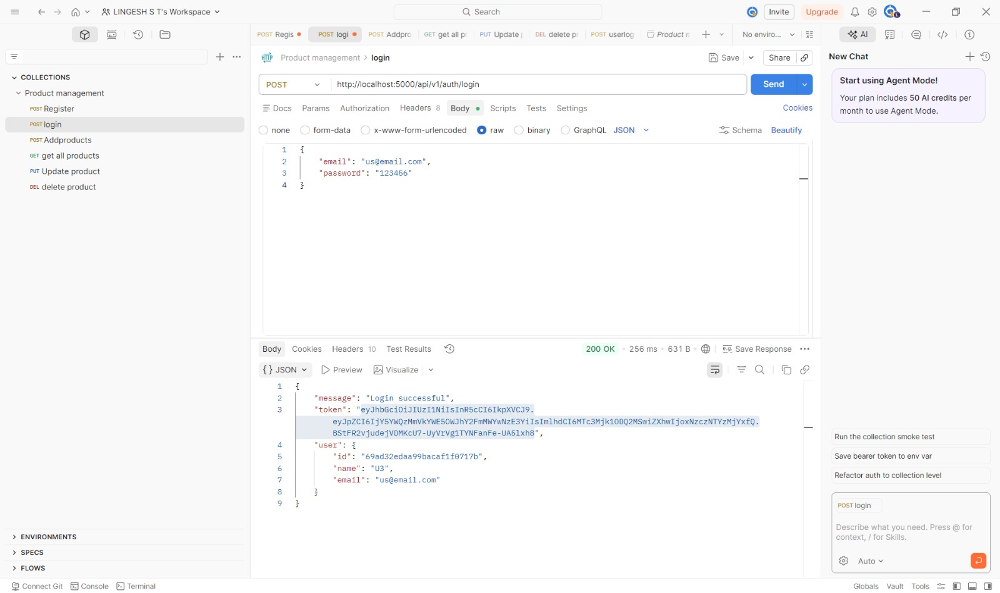 LINGESH S T's Workspace
Search
Invite
Upgrade
POST Regis
POST logi
POST Addpro
GET get all pr
PUT Update
DEL delete pr
POST userlog
Product m
No enviro...
AI
HTTP Product management > login
Save
Share
New Chat
COLLECTIONS
Product management
POST Register
POST login
POST Addproducts
GET get all products
PUT Update product
DEL delete product
ENVIRONMENTS
SPECS
FLOWS
POST
http://localhost:5000/api/v1/auth/login
Send
Docs Params Authorization Headers 8 Body Scripts Tests Settings
Cookies
none form-data x-www-form-urlencoded raw binary GraphQL JSON
Schema Beautify
1 {
2 "email": "us@email.com",
3 "password": "123456"
4 }
Body Cookies Headers 10 Test Results
200 OK • 256 ms • 631 B
e.g. Save Response
{} JSON Preview Visualize
1 {
2 "message": "Login successful",
3 "token": "eyJhbGciOiJIUzI1NiIsInR5cCI6IkpXVCJ9.
eyJpZCI6IjY5YWQzMmVkYWE5OWJhY2FmMWYwNzE3YiIsImlhdCI6MTc3Mjk1ODQ2MSwiZXhwIjoxNzczNTYzMjYxfQ.
BStFR2vjudejVDMKcU7-UyVrVg1TYNFanFe-UA5lxh8",
4 "user": {
5 "id": "69ad32edaa99bacaf1f0717b",
6 "name": "U3",
7 "email": "us@email.com"
8 }
9 }
Start using Agent Mode!
Your plan includes 50 AI credits per
month to use Agent Mode.
Run the collection smoke test
Save bearer token to env var
Refactor auth to collection level
POST login
Describe what you need. Press @ for
context, / for Skills.
Auto
Connect Git Console Terminal
Globals Vault Tools